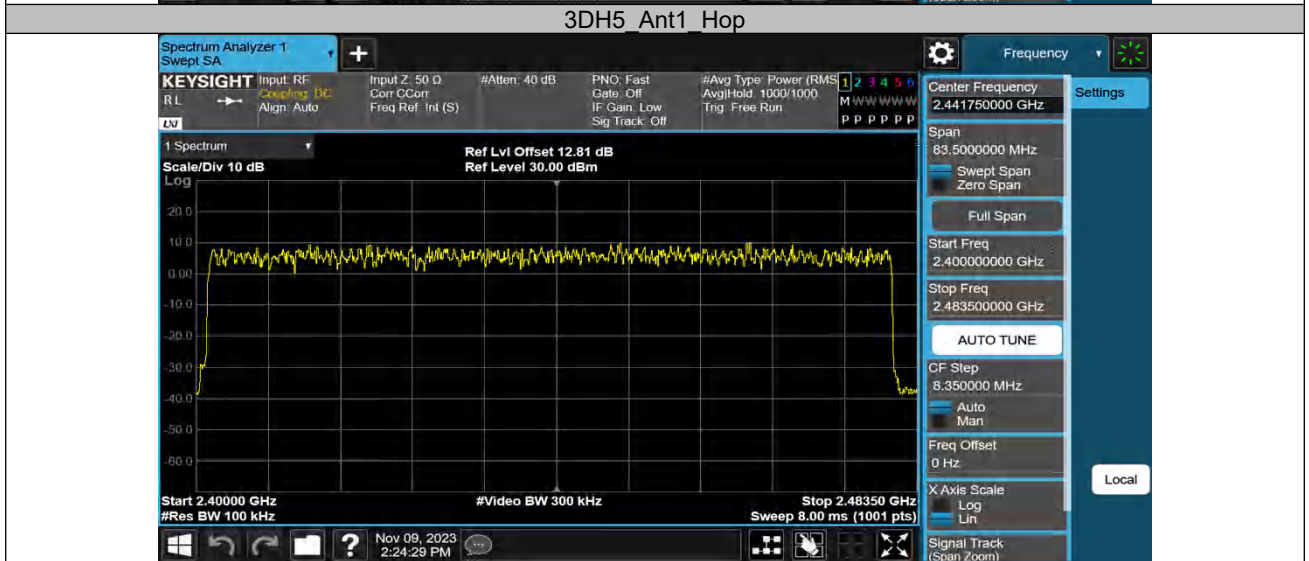 3DH5_Ant1_Hop
Spectrum Analyzer 1
Swept SA
+
Frequency
KEYSIGHT
RL
LXI
Input: RF
Coupling: DC
Align: Auto
Input Z: 50 Ω
Corr CCorr
Freq Ref: Int (S)
#Atten: 40 dB
PNO: Fast
Gate: Off
IF Gain: Low
Sig Track: Off
#Avg Type: Power (RMS
Avg|Hold: 1000/1000
Trig: Free Run
1 2 3 4 5 6
M W W W W W
P P P P P P
1 Spectrum
Scale/Div 10 dB
Ref Lvl Offset 12.81 dB
Ref Level 30.00 dBm
Log
20.0
10.0
0.00
-10.0
-20.0
-30.0
-40.0
-50.0
-60.0
Start 2.40000 GHz
#Res BW 100 kHz
#Video BW 300 kHz
Stop 2.48350 GHz
Sweep 8.00 ms (1001 pts)
Center Frequency
2.441750000 GHz
Settings
Span
83.5000000 MHz
Swept Span
Zero Span
Full Span
Start Freq
2.400000000 GHz
Stop Freq
2.483500000 GHz
AUTO TUNE
CF Step
8.350000 MHz
Auto
Man
Freq Offset
0 Hz
X Axis Scale
Log
Lin
Local
Signal Track
(Span Zoom)
?
Nov 09, 2023
2:24:29 PM